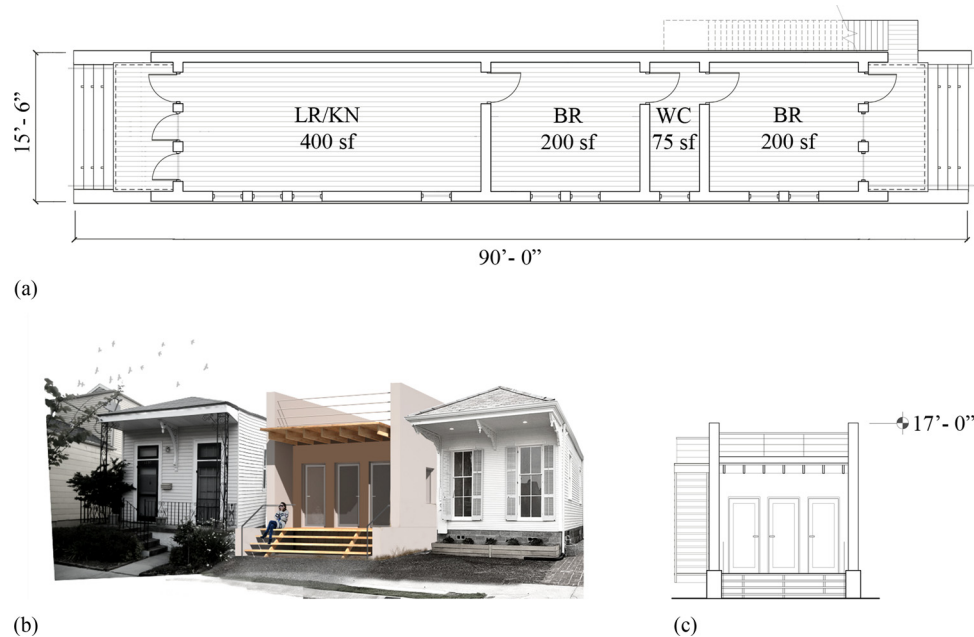 LR/KN
400 sf
BR
200 sf
WC
75 sf
BR
200 sf
15'- 6”
90’- 0”
(a)
17’- 0”
(b)
(c)